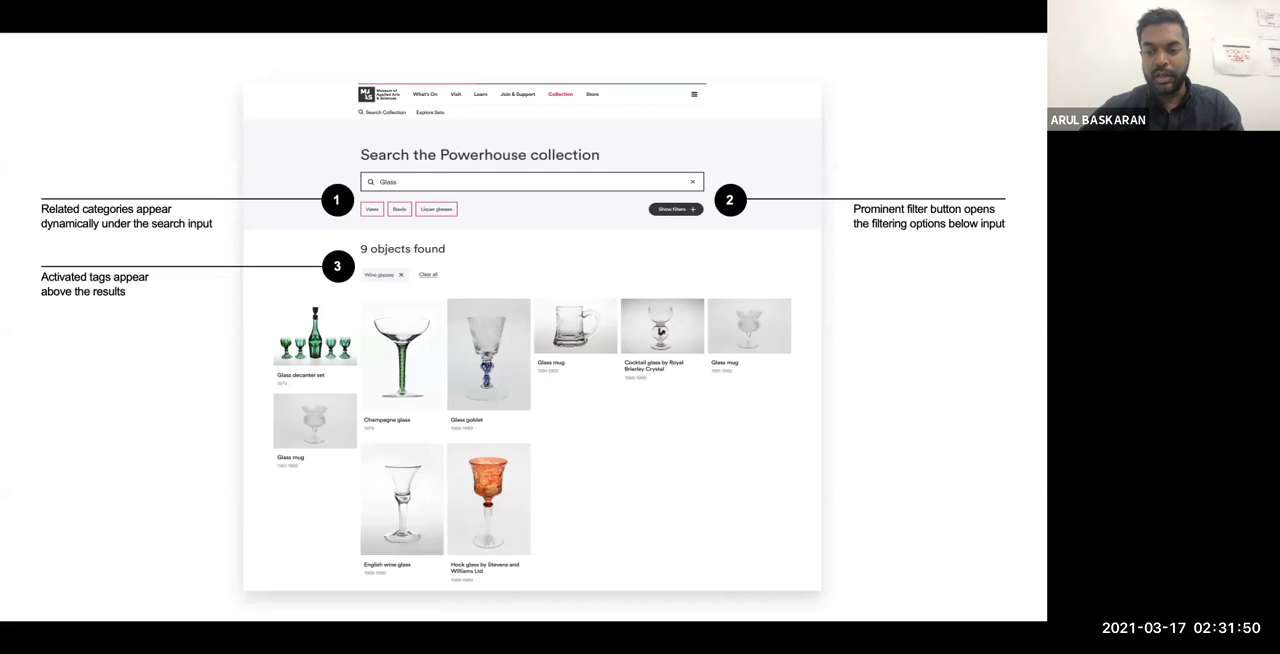 Museum of
Applied Arts
& Sciences
What's On
Visit
Learn
Join & Support
Collection
Store
Search Collection
Explore Sets
Search the Powerhouse collection
Glass
1
2
Vases
Bowls
Liquor glasses
Show filters
Related categories appear
dynamically under the search input
Prominent filter button opens
the filtering options below input
9 objects found
3
Wine glasses
Clear all
Activated tags appear
above the results
Glass decanter set
1979
Champagne glass
1975
Glass goblet
Glass mug
Cocktail glass by Royal
Brierley Crystal
Glass mug
Glass mug
English wine glass
Hock glass by Stevens and
Williams Ltd
ARUL BASKARAN
2021-03-17 02:31:50